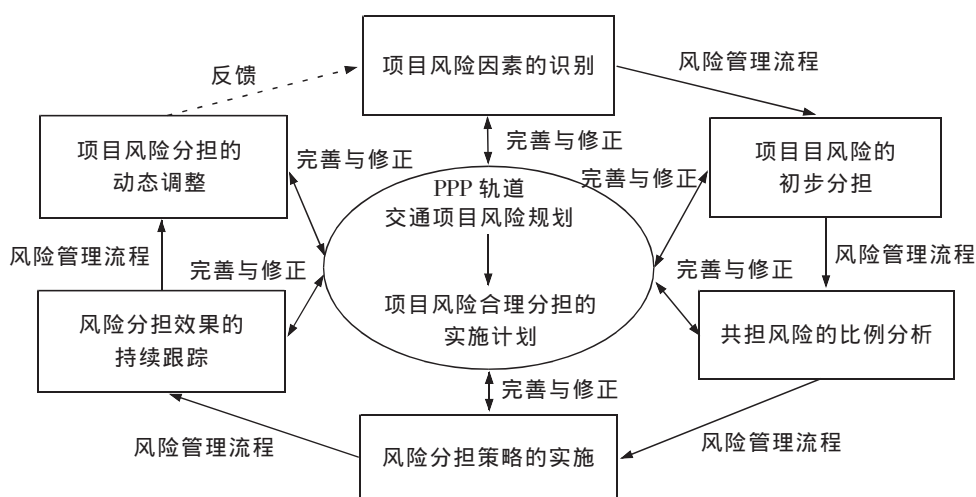 项目风险因素的识别
反馈
风险管理流程
完善与修正
项目风险分担的
动态调整
完善与修正
项目目风险的
初步分担
完善与修正
PPP 轨道
交通项目风险规划
项目风险合理分担的
实施计划
风险管理流程
完善与修正
风险管理流程
完善与修正
风险分担效果的
持续跟踪
共担风险的比例分析
完善与修正
风险管理流程
风险分担策略的实施
风险管理流程